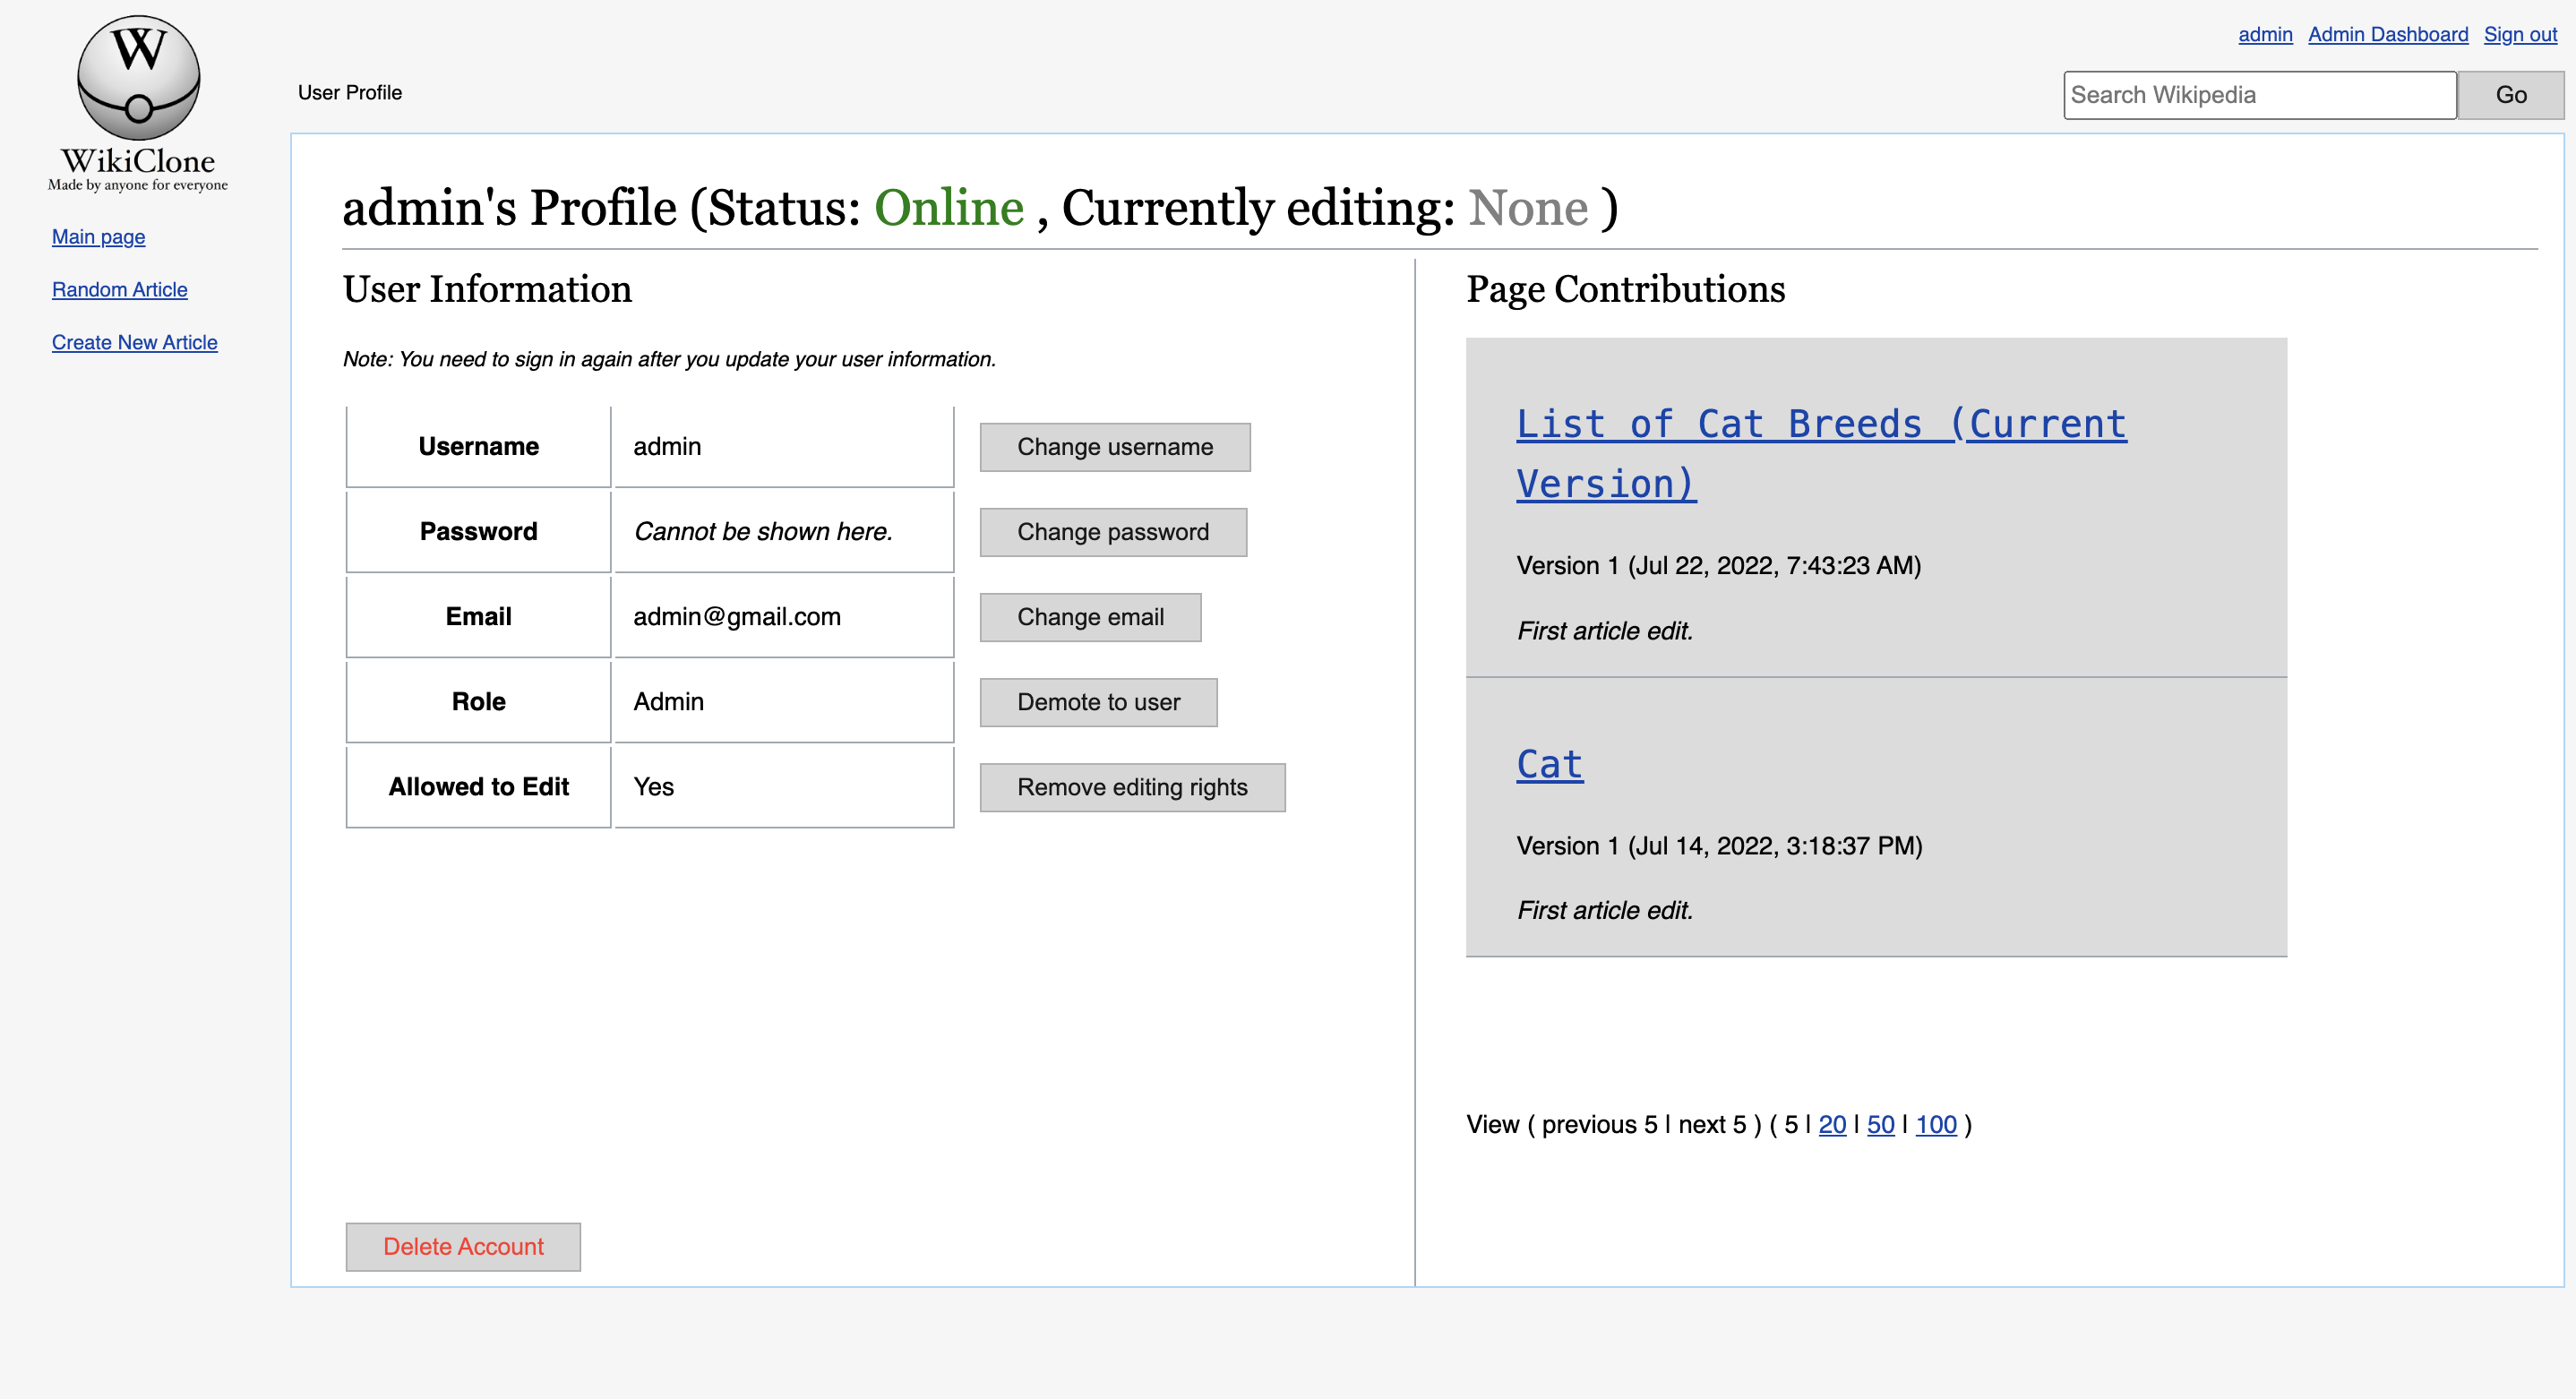 W
WikiClone
Made by anyone for everyone
Main page
Random Article
Create New Article
admin Admin Dashboard Sign out
User Profile
Search Wikipedia Go
admin's Profile (Status: Online , Currently editing: None )
User Information
Note: You need to sign in again after you update your user information.
Username admin Change username
Password Cannot be shown here. Change password
Email admin@gmail.com Change email
Role Admin Demote to user
Allowed to Edit Yes Remove editing rights
Delete Account
Page Contributions
List of Cat Breeds (Current
Version)
Version 1 (Jul 22, 2022, 7:43:23 AM)
First article edit.
Cat
Version 1 (Jul 14, 2022, 3:18:37 PM)
First article edit.
View ( previous 5 | next 5 ) ( 5 | 20 | 50 | 100 )